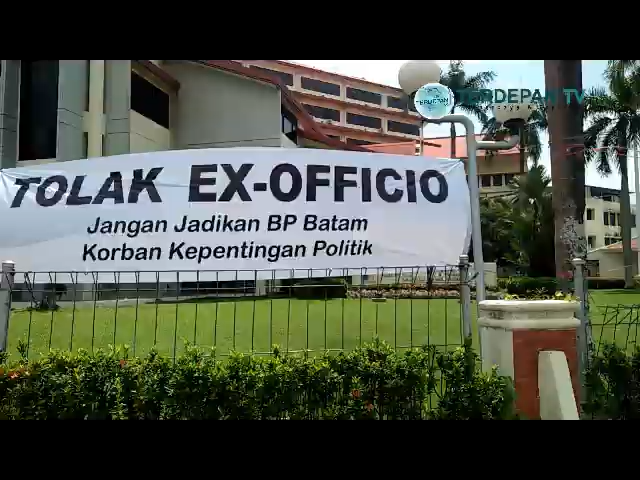 TERDEPAN TV
TOLAK EX-OFFICIO
Jangan Jadikan BP Batam
Korban Kepentingan Politik